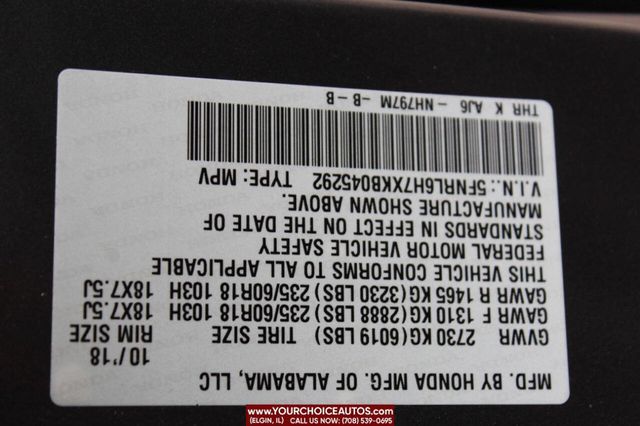 MFD. BY HONDA MFG. OF ALABAMA, LLC
10/'18
GVWR 2730 KG(6019 LBS) TIRE SIZE RIM SIZE
GAWR F 1310 KG(2888 LBS) 235/60R18 103H 18X7.5J
GAWR R 1465 KG(3230 LBS) 235/60R18 103H 18X7.5J
THIS VEHICLE CONFORMS TO ALL APPLICABLE
FEDERAL MOTOR VEHICLE SAFETY
STANDARDS IN EFFECT ON THE DATE OF
MANUFACTURE SHOWN ABOVE.
V.I.N.: 5FNRL6H7XKB045292 TYPE: MPV
THR K AJ6 -NH797M -B-B
WWW.YOURCHOICEAUTOS.COM
(ELGIN, IL) CALL US NOW: (708) 539-0695